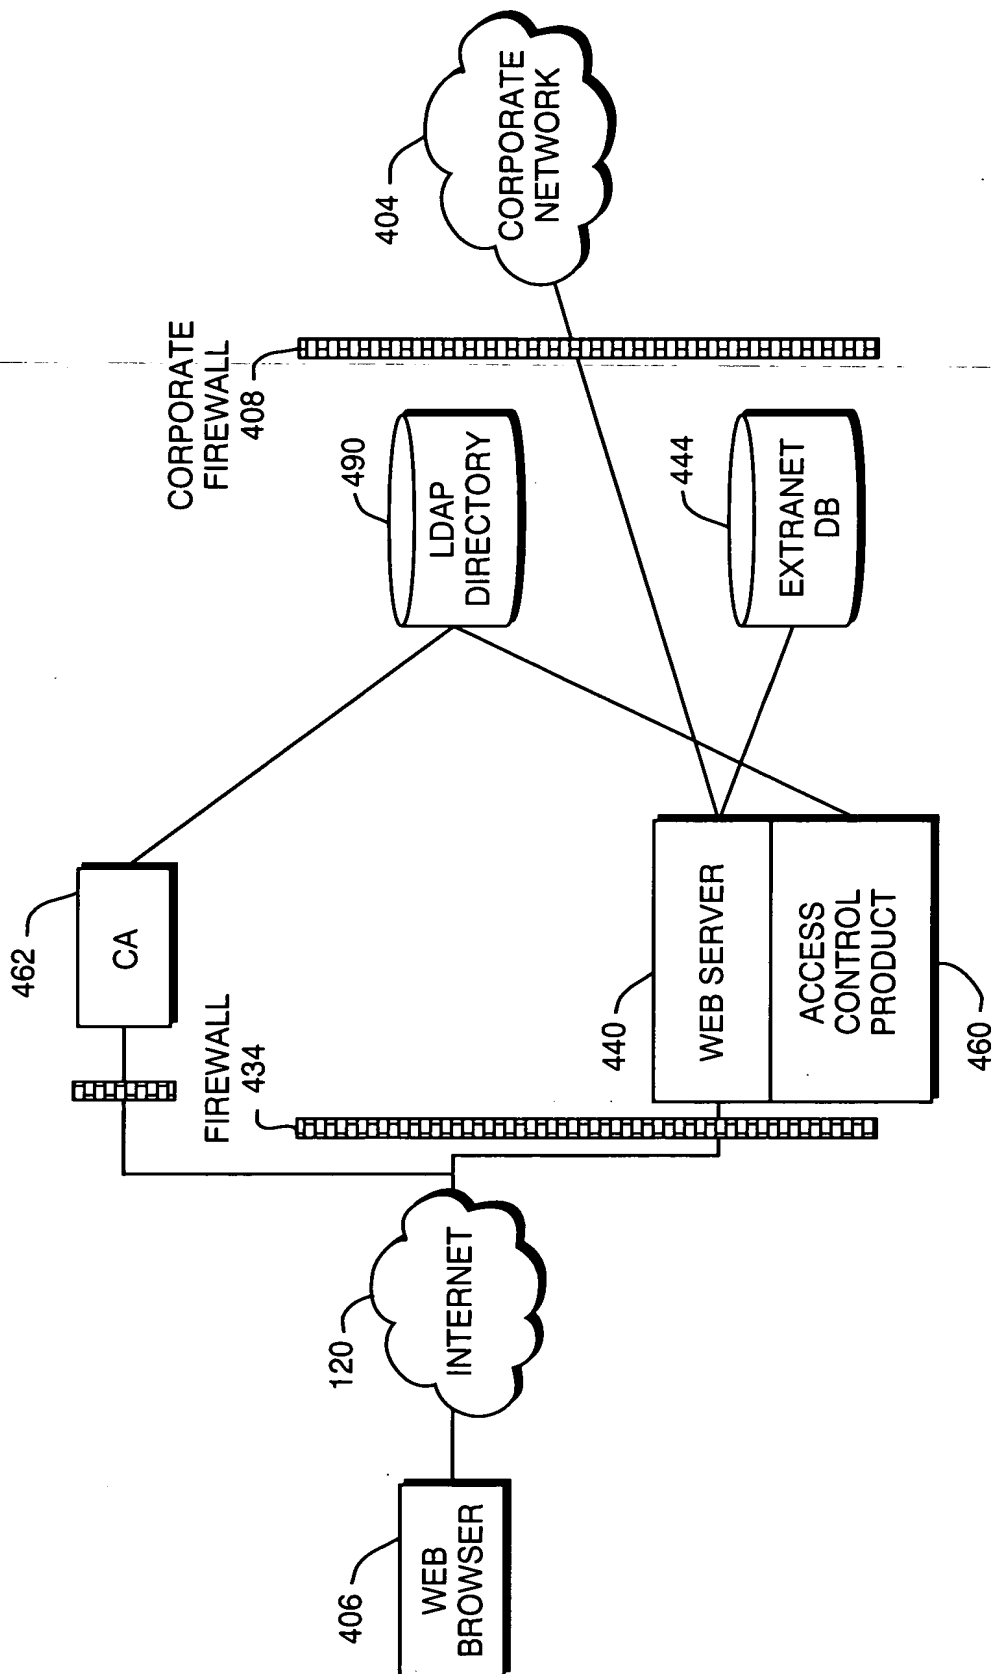 406
WEB
BROWSER
120
INTERNET
FIREWALL
434
462
CA
440
WEB SERVER
ACCESS
CONTROL
PRODUCT
460
CORPORATE
FIREWALL
408
490
LDAP
DIRECTORY
444
EXTRANET
DB
404
CORPORATE
NETWORK